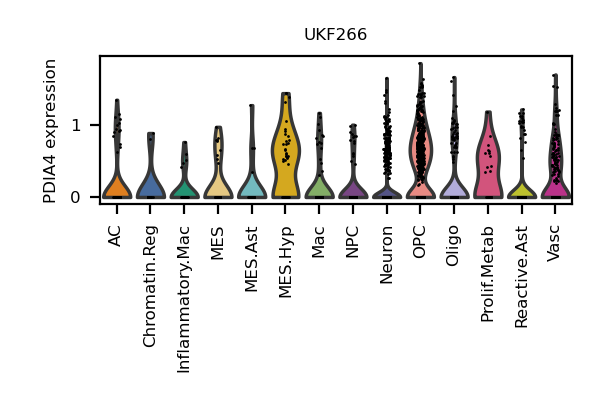 UKF266
PDIA4 expression
1
0
AC
Chromatin.Reg
Inflammatory.Mac
MES
MES.Ast
MES.Hyp
Mac
NPC
Neuron
OPC
Oligo
Prolif.Metab
Reactive.Ast
Vasc